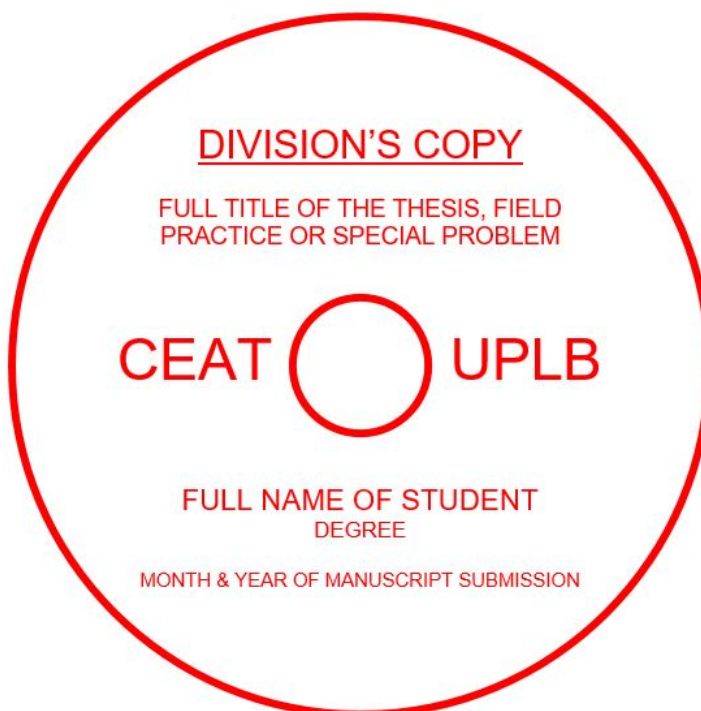 DIVISION'S COPY
FULL TITLE OF THE THESIS, FIELD
PRACTICE OR SPECIAL PROBLEM
CEAT UPLB
FULL NAME OF STUDENT
DEGREE
MONTH & YEAR OF MANUSCRIPT SUBMISSION